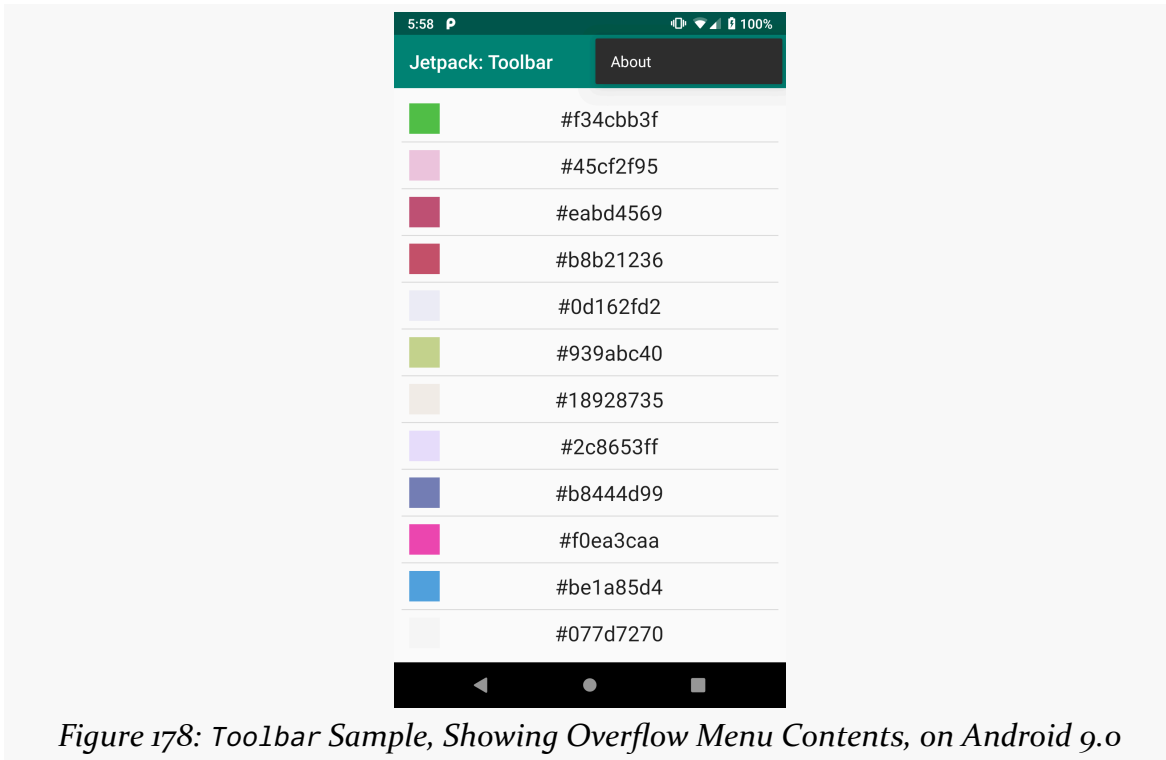 5:58 100%
Jetpack: Toolbar About
#f34cbb3f
#45cf2f95
#eabd4569
#b8b21236
#0d162fd2
#939abc40
#18928735
#2c8653ff
#b8444d99
#f0ea3caa
#be1a85d4
#077d7270
Figure 178: Toolbar Sample, Showing Overflow Menu Contents, on Android 9.0